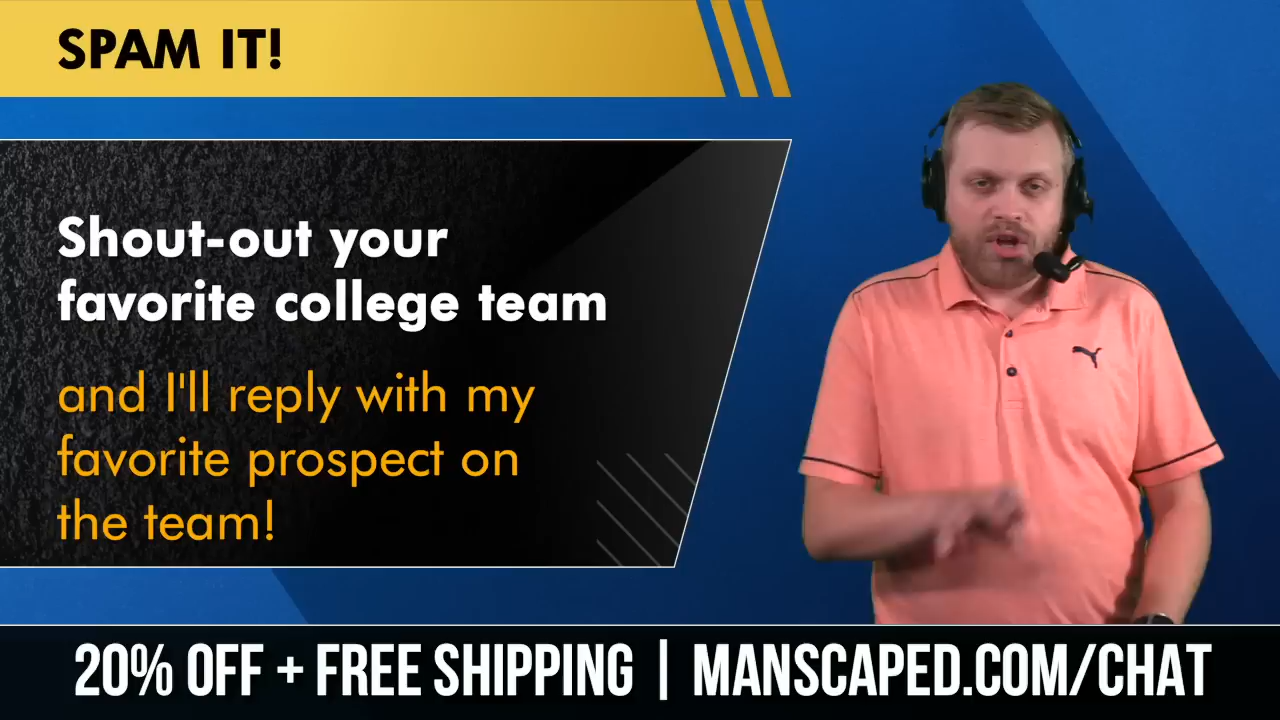 SPAM IT!
Shout-out your
favorite college team
and I'll reply with my
favorite prospect on
the team!
20% OFF + FREE SHIPPING | MANSCAPED.COM/CHAT